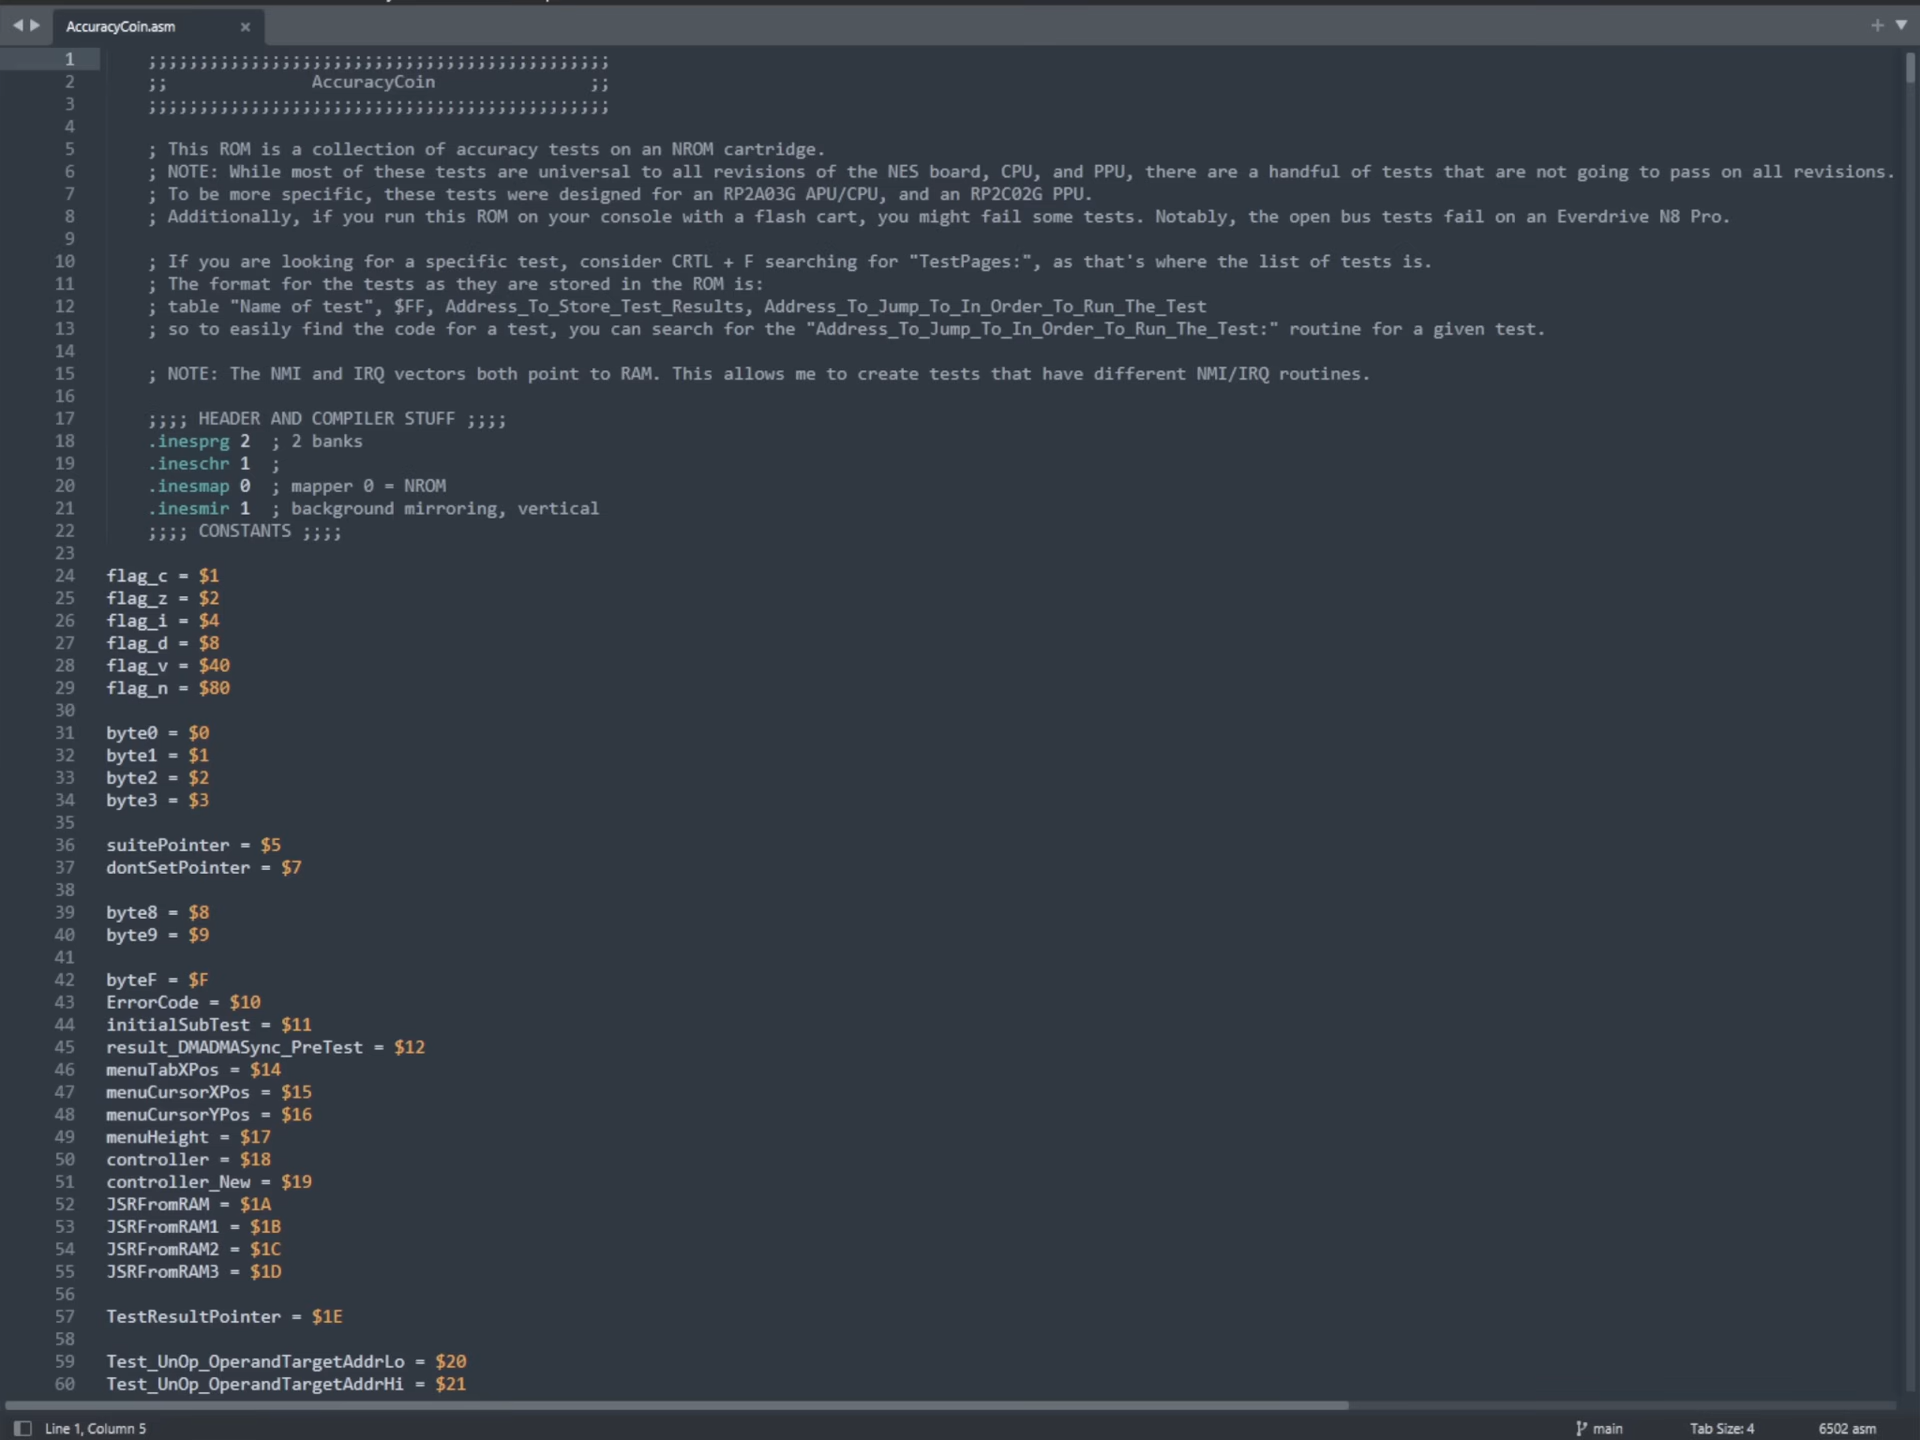 AccuracyCoin.asm
1 ;;;;;;;;;;;;;;;;;;;;;;;;;;;;;;;;;;;;;;;;;;;;;
2 ;; AccuracyCoin ;;
3 ;;;;;;;;;;;;;;;;;;;;;;;;;;;;;;;;;;;;;;;;;;;;;
4
5 ; This ROM is a collection of accuracy tests on an NROM cartridge.
6 ; NOTE: While most of these tests are universal to all revisions of the NES board, CPU, and PPU, there are a handful of tests that are not going to pass on all revisions.
7 ; To be more specific, these tests were designed for an RP2A03G APU/CPU, and an RP2C02G PPU.
8 ; Additionally, if you run this ROM on your console with a flash cart, you might fail some tests. Notably, the open bus tests fail on an Everdrive N8 Pro.
9
10 ; If you are looking for a specific test, consider CRTL + F searching for "TestPages:", as that's where the list of tests is.
11 ; The format for the tests as they are stored in the ROM is:
12 ; table "Name of test", $FF, Address_To_Store_Test_Results, Address_To_Jump_To_In_Order_To_Run_The_Test
13 ; so to easily find the code for a test, you can search for the "Address_To_Jump_To_In_Order_To_Run_The_Test:" routine for a given test.
14
15 ; NOTE: The NMI and IRQ vectors both point to RAM. This allows me to create tests that have different NMI/IRQ routines.
16
17 ;;;; HEADER AND COMPILER STUFF ;;;;
18 .inesprg 2 ; 2 banks
19 .ineschr 1 ;
20 .inesmap 0 ; mapper 0 = NROM
21 .inesmir 1 ; background mirroring, vertical
22 ;;;; CONSTANTS ;;;;
23
24 flag_c = $1
25 flag_z = $2
26 flag_i = $4
27 flag_d = $8
28 flag_v = $40
29 flag_n = $80
30
31 byte0 = $0
32 byte1 = $1
33 byte2 = $2
34 byte3 = $3
35
36 suitePointer = $5
37 dontSetPointer = $7
38
39 byte8 = $8
40 byte9 = $9
41
42 byteF = $F
43 ErrorCode = $10
44 initialSubTest = $11
45 result_DMADMASync_PreTest = $12
46 menuTabXPos = $14
47 menuCursorXPos = $15
48 menuCursorYPos = $16
49 menuHeight = $17
50 controller = $18
51 controller_New = $19
52 JSRFromRAM = $1A
53 JSRFromRAM1 = $1B
54 JSRFromRAM2 = $1C
55 JSRFromRAM3 = $1D
56
57 TestResultPointer = $1E
58
59 Test_UnOp_OperandTargetAddrLo = $20
60 Test_UnOp_OperandTargetAddrHi = $21
Line 1, Column 5 main Tab Size: 4 6502 asm